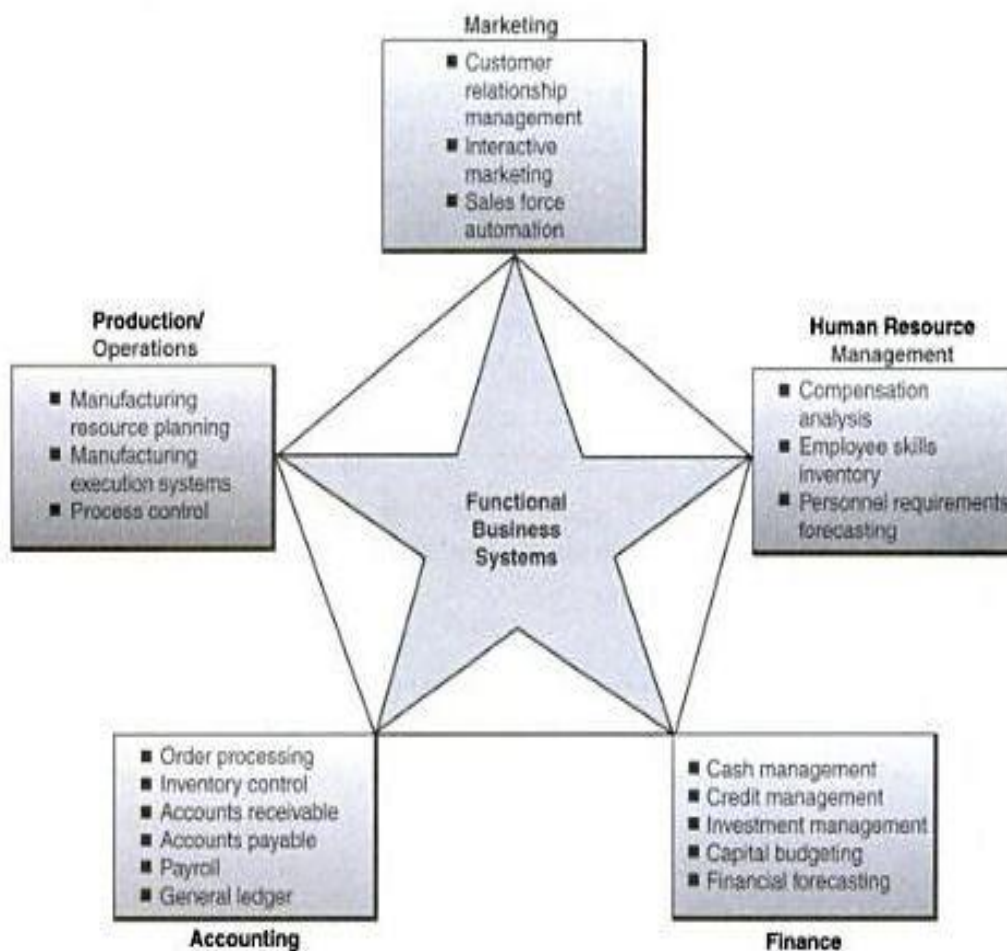 Marketing
■ Customer
relationship
management
■ Interactive
marketing
■ Sales force
automation
Production/
Operations
■ Manufacturing
resource planning
■ Manufacturing
execution systems
■ Process control
Human Resource
Management
■ Compensation
analysis
■ Employee skills
inventory
■ Personnel requirements
forecasting
Functional
Business
Systems
■ Order processing
■ Inventory control
■ Accounts receivable
■ Accounts payable
■ Payroll
■ General ledger
Accounting
■ Cash management
■ Credit management
■ Investment management
■ Capital budgeting
■ Financial forecasting
Finance